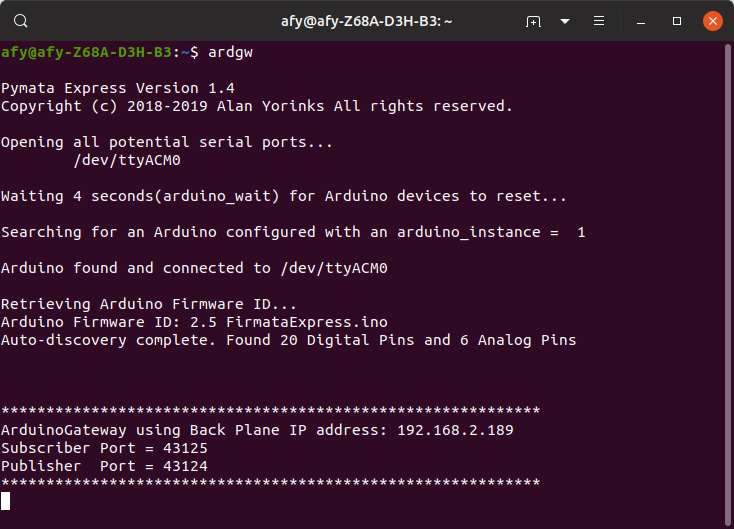 afy@afy-Z68A-D3H-B3: ~
afy@afy-Z68A-D3H-B3:~$ ardgw
Pymata Express Version 1.4
Copyright (c) 2018-2019 Alan Yorinks All rights reserved.
Opening all potential serial ports...
/dev/ttyACM0
Waiting 4 seconds(arduino_wait) for Arduino devices to reset...
Searching for an Arduino configured with an arduino_instance =  1
Arduino found and connected to /dev/ttyACM0
Retrieving Arduino Firmware ID...
Arduino Firmware ID: 2.5 FirmataExpress.ino
Auto-discovery complete. Found 20 Digital Pins and 6 Analog Pins
************************************************************
ArduinoGateway using Back Plane IP address: 192.168.2.189
Subscriber Port = 43125
Publisher  Port = 43124
************************************************************